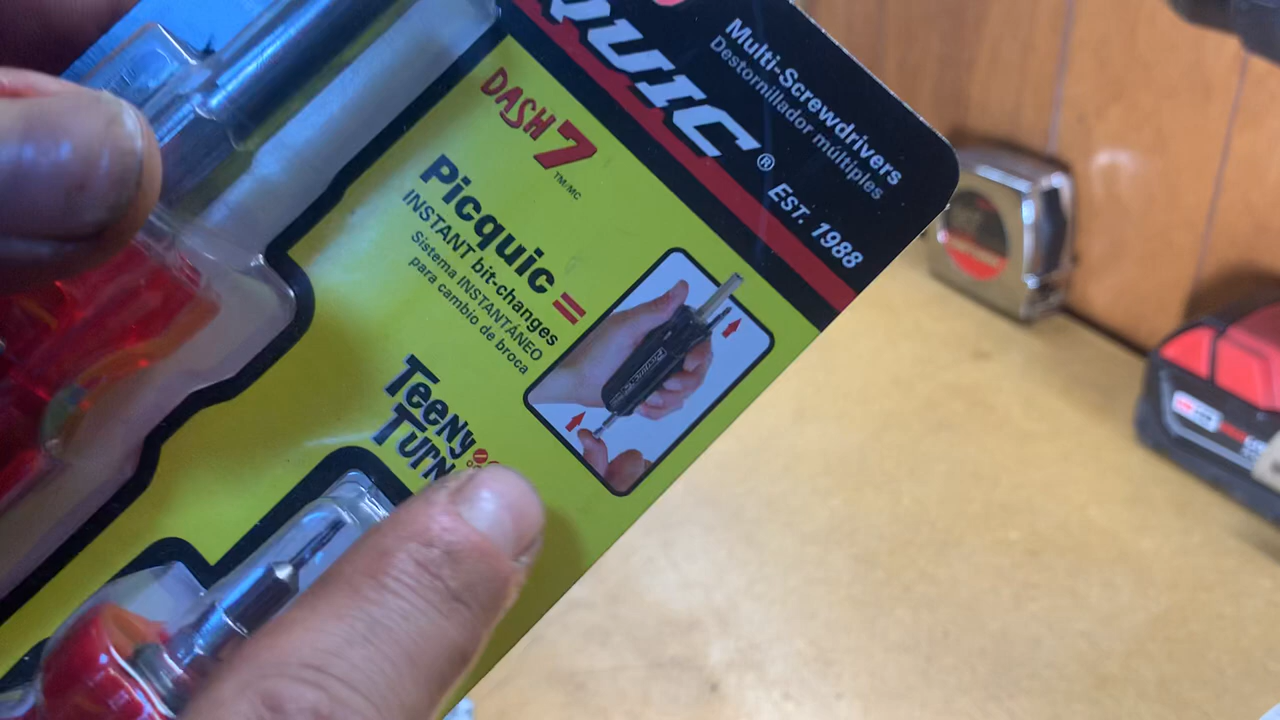 QUIC®
Multi-Screwdrivers
Destornillador múltiples
EST. 1988
DASH 7
TM/MC
Picquic =
INSTANT bit-changes
Sistema INSTANTÁNEO
para cambio de broca
TEENY
TURN